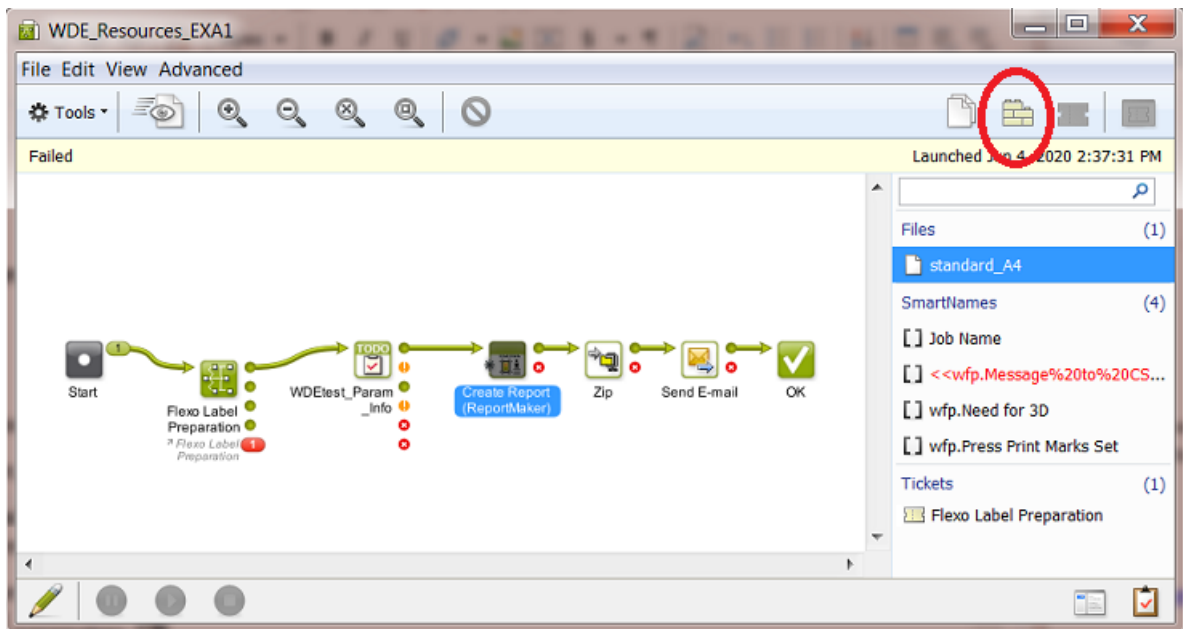 WDE_Resources_EXA1
File Edit View Advanced
Tools
Failed
Launched Jun 4, 2020 2:37:31 PM
Files (1)
standard_A4
SmartNames (4)
[ ] Job Name
[ ] <<wfp.Message%20to%20CS...
[ ] wfp.Need for 3D
[ ] wfp.Press Print Marks Set
Tickets (1)
Flexo Label Preparation
1
TODO
Start
Flexo Label
Preparation
Flexo Label
Preparation
1
WDEtest_Param
_Info
Create Report
(ReportMaker)
Zip
Send E-mail
OK